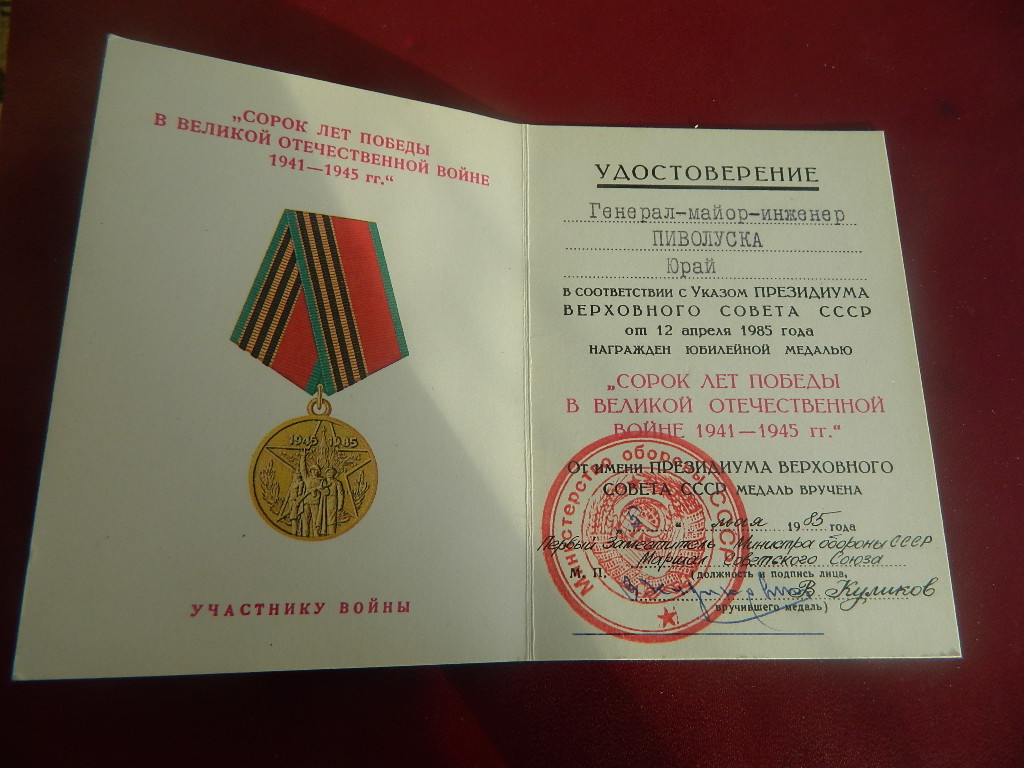 „СОРОК ЛЕТ ПОБЕДЫ
В ВЕЛИКОЙ ОТЕЧЕСТВЕННОЙ ВОЙНЕ
1941—1945 гг.“
1945 1985
УЧАСТНИКУ ВОЙНЫ
УДОСТОВЕРЕНИЕ
Генерал-майор-инженер
ПИВОЛУСКА
Юрай
в соответствии с Указом ПРЕЗИДИУМА
ВЕРХОВНОГО СОВЕТА СССР
от 12 апреля 1985 года
НАГРАЖДЕН ЮБИЛЕЙНОЙ МЕДАЛЬЮ
„СОРОК ЛЕТ ПОБЕДЫ
В ВЕЛИКОЙ ОТЕЧЕСТВЕННОЙ
ВОЙНЕ 1941—1945 гг.“
От имени ПРЕЗИДИУМА ВЕРХОВНОГО
СОВЕТА СССР МЕДАЛЬ ВРУЧЕНА
„ “ мая 1985 года
Первый Заместитель Министра обороны СССР
Маршал Советского Союза
М. П. (должность и подпись лица,
В. Куликов
вручившего медаль)
Министерство обороны СССР